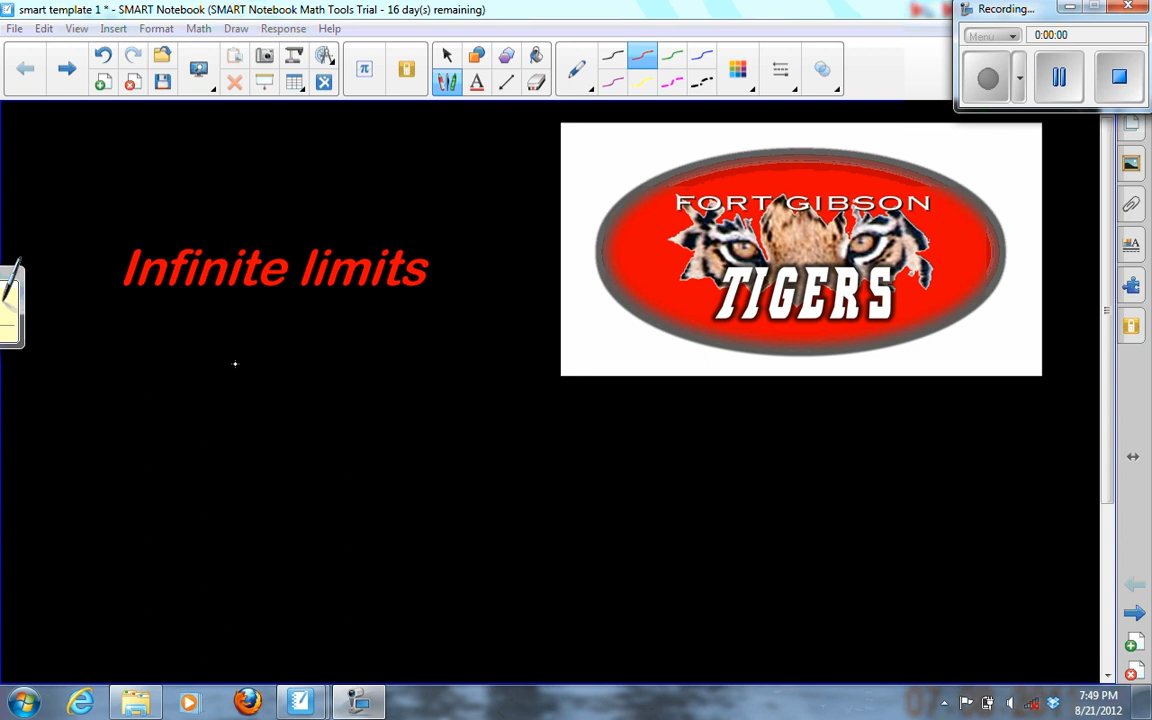 smart template 1 * - SMART Notebook (SMART Notebook Math Tools Trial - 16 day(s) remaining)
Recording...
File Edit View Insert Format Math Draw Response Help
Menu 0:00:00
π
A
FORT GIBSON
TIGERS
Infinite limits
7:49 PM
8/21/2012